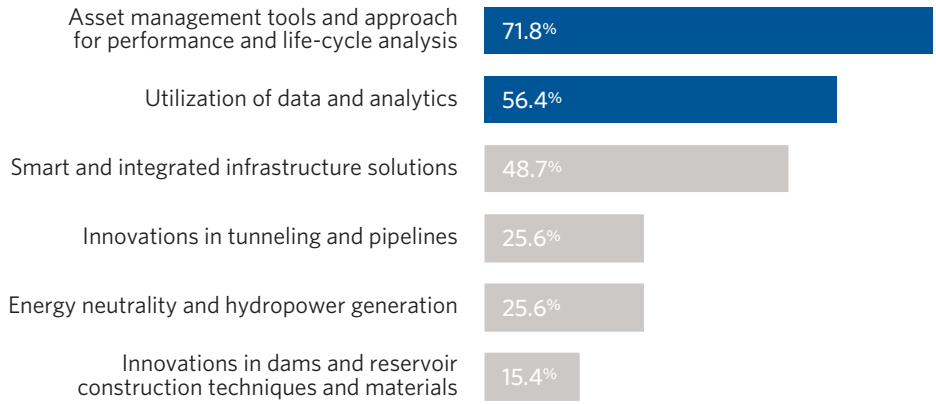 Asset management tools and approach
for performance and life-cycle analysis
71.8%
Utilization of data and analytics
56.4%
Smart and integrated infrastructure solutions
48.7%
Innovations in tunneling and pipelines
25.6%
Energy neutrality and hydropower generation
25.6%
Innovations in dams and reservoir
construction techniques and materials
15.4%